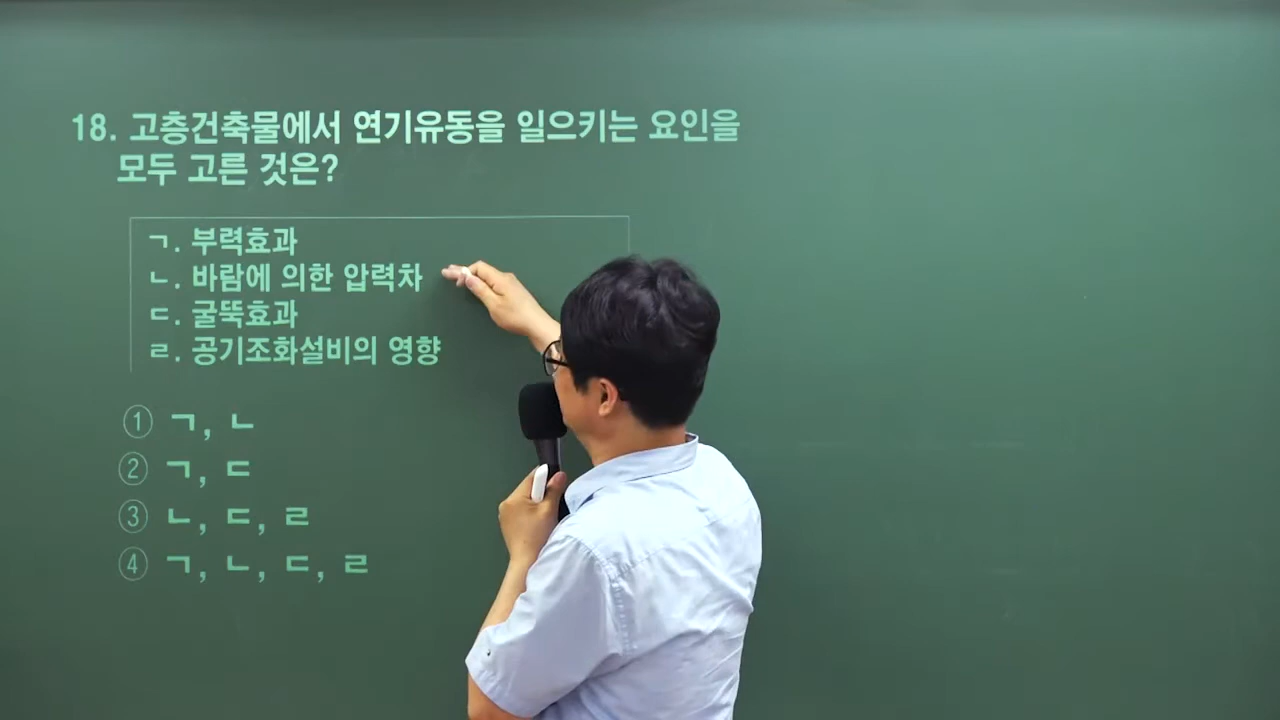 18. 고층건축물에서 연기유동을 일으키는 요인을
모두 고른 것은?
ㄱ. 부력효과
ㄴ. 바람에 의한 압력차
ㄷ. 굴뚝효과
ㄹ. 공기조화설비의 영향
① ㄱ, ㄴ
② ㄱ, ㄷ
③ ㄴ, ㄷ, ㄹ
④ ㄱ, ㄴ, ㄷ, ㄹ